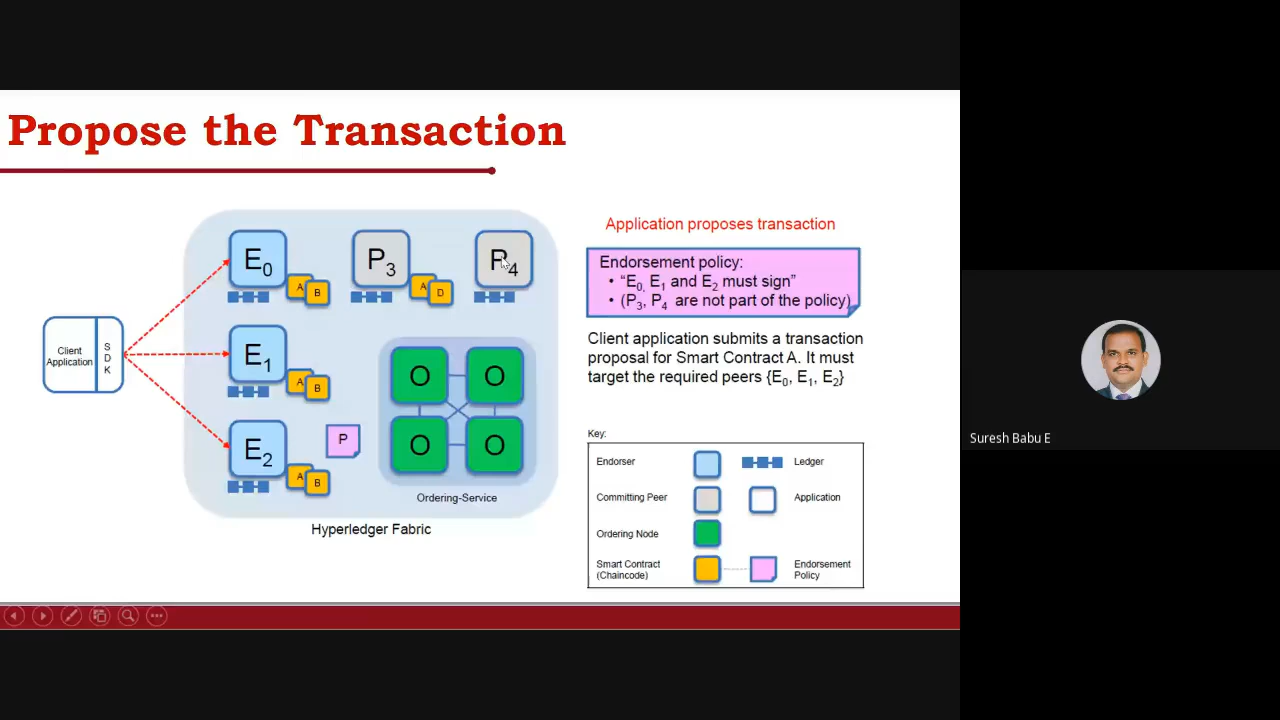 Propose the Transaction
Application proposes transaction
Endorsement policy:
• “E0, E1 and E2 must sign”
• (P3, P4 are not part of the policy)
Client application submits a transaction
proposal for Smart Contract A. It must
target the required peers {E0, E1, E2}
Client
Application
S
D
K
E0
A
B
P3
A
D
P4
E1
A
B
E2
A
B
P
O
O
O
O
Ordering-Service
Hyperledger Fabric
Key:
Endorser
Ledger
Committing Peer
Application
Ordering Node
Smart Contract
(Chaincode)
Endorsement
Policy
Suresh Babu E